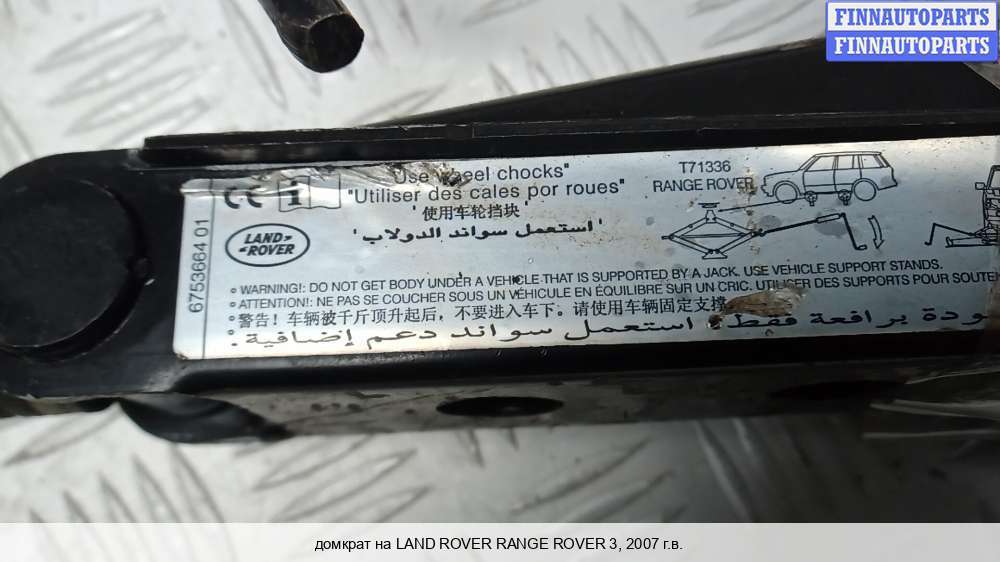 FINNAUTOPARTS
FINNAUTOPARTS
CE
"Use wheel chocks"
"Utiliser des cales por roues"
'使用车轮挡块'
'استعمل سواند الدولاب'
T71336
RANGE ROVER
LAND ROVER
6753664 01
WARNING!: DO NOT GET BODY UNDER A VEHICLE THAT IS SUPPORTED BY A JACK. USE VEHICLE SUPPORT STANDS.
ATTENTION!: NE PAS SE COUCHER SOUS UN VÉHICULE EN ÉQUILIBRE SUR UN CRIC. UTILISER DES SUPPORTS POUR
警告! 车辆被千斤顶升起后, 不要进入车下。请使用车辆固定支撑
برافعة فقط؛ استعمل سواند دعم إضافية:
домкрат на LAND ROVER RANGE ROVER 3, 2007 г.в.